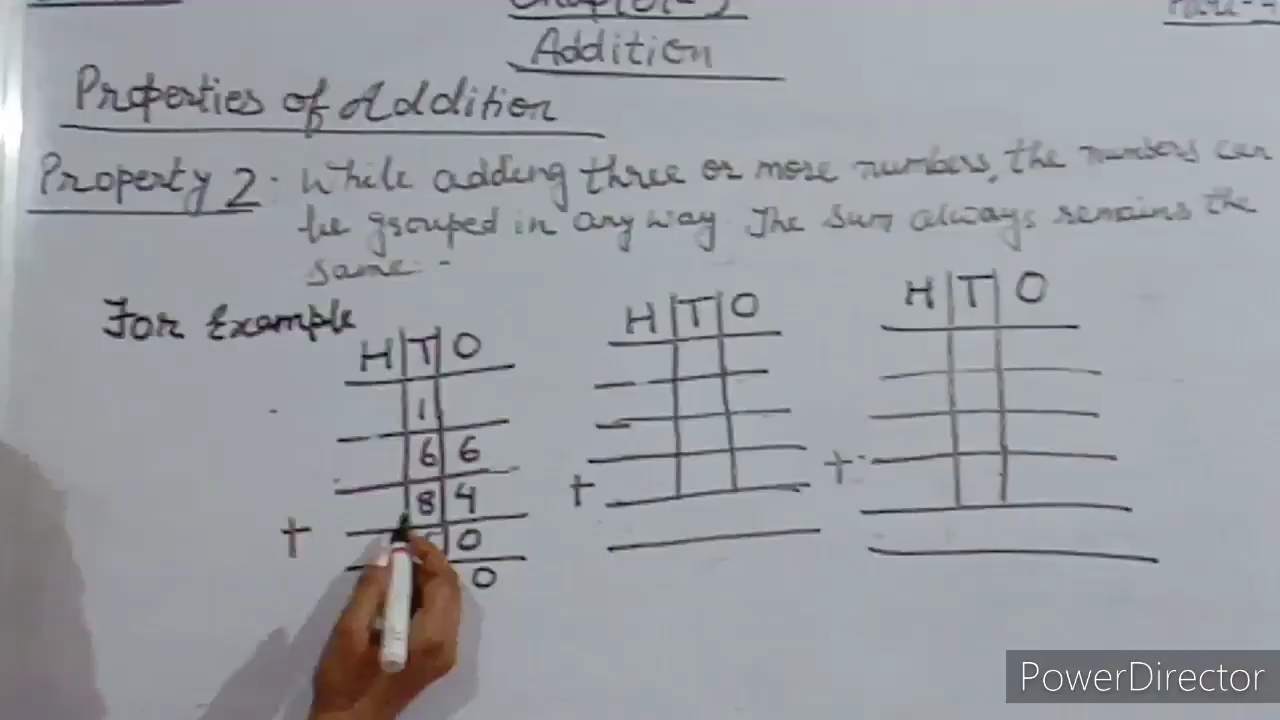 Addition
Properties of Addition
Property 2: While adding three or more numbers, the numbers can
be grouped in any way The sum always remains the
same.
For Example
H T O
H T O
H T O
1
6 6
8 4
+ 0
0
+
+
PowerDirector